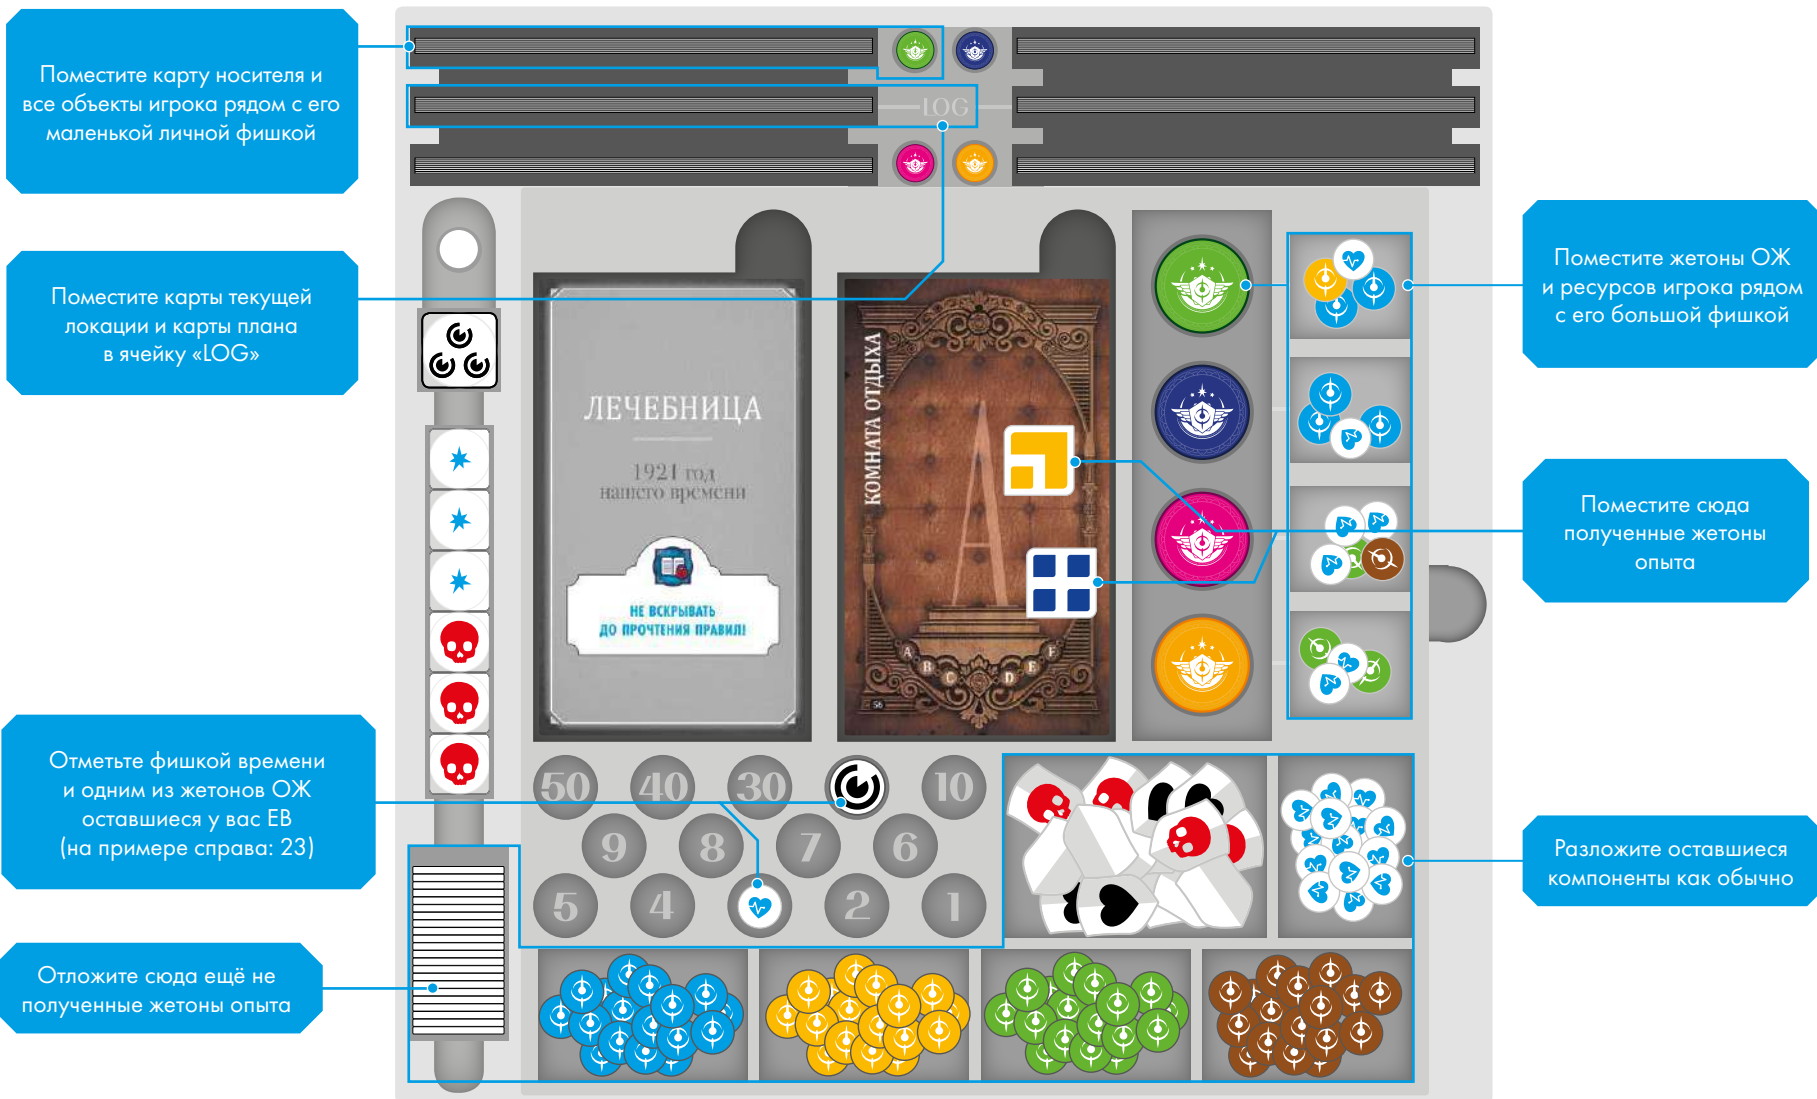 Поместите карту носителя и
все объекты игрока рядом с его
маленькой личной фишкой
LOG
Поместите карты текущей
локации и карты плана
в ячейку «LOG»
Поместите жетоны ОЖ
и ресурсов игрока рядом
с его большой фишкой
ЛЕЧЕБНИЦА
1921 год
нашего времени
НЕ ВСКРЫВАТЬ
ДО ПРОЧТЕНИЯ ПРАВИЛ!
КОМНАТА ОТДЫХА
A
A B C D E F
56
Поместите сюда
полученные жетоны
опыта
Отметьте фишкой времени
и одним из жетонов ОЖ
оставшиеся у вас ЕВ
(на примере справа: 23)
50 40 30 10
9 8 7 6
5 4 2 1
Разложите оставшиеся
компоненты как обычно
Отложите сюда ещё не
полученные жетоны опыта